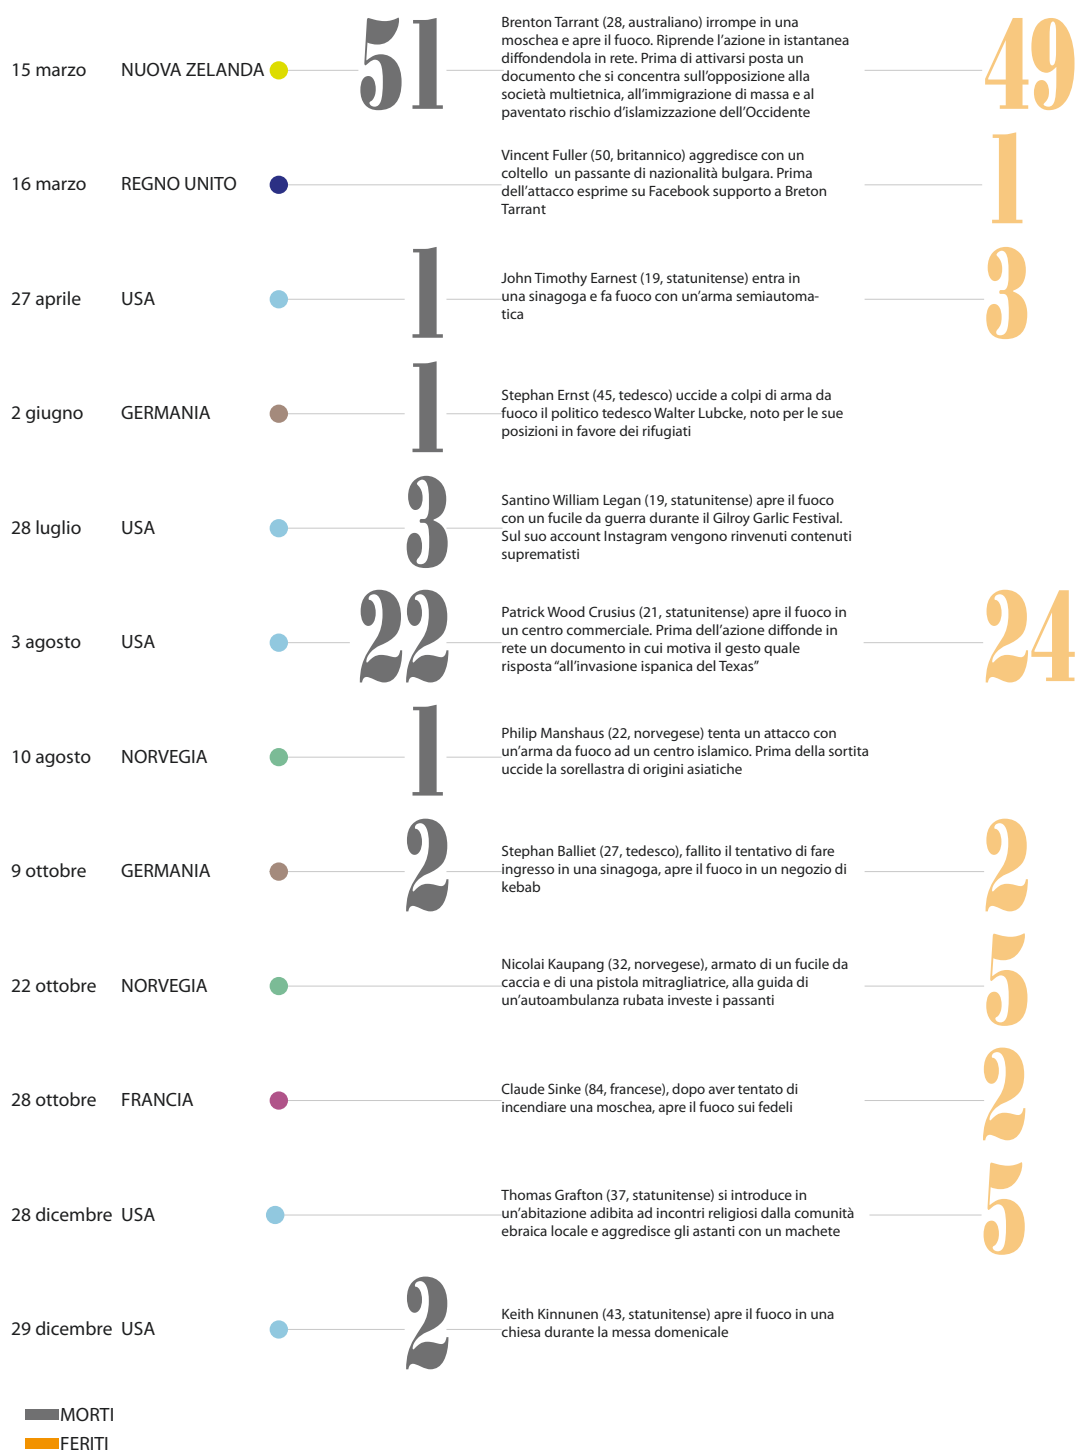 15 marzo NUOVA ZELANDA 51
Brenton Tarrant (28, australiano) irrompe in una
moschea e apre il fuoco. Riprende l'azione in istantanea
diffondendola in rete. Prima di attivarsi posta un
documento che si concentra sull'opposizione alla
società multietnica, all'immigrazione di massa e al
paventato rischio d'islamizzazione dell'Occidente
49
16 marzo REGNO UNITO
Vincent Fuller (50, britannico) aggredisce con un
coltello un passante di nazionalità bulgara. Prima
dell'attacco esprime su Facebook supporto a Breton
Tarrant
1
27 aprile USA 1
John Timothy Earnest (19, statunitense) entra in
una sinagoga e fa fuoco con un'arma semiautoma-
tica
3
2 giugno GERMANIA 1
Stephan Ernst (45, tedesco) uccide a colpi di arma da
fuoco il politico tedesco Walter Lubcke, noto per le sue
posizioni in favore dei rifugiati
28 luglio USA 3
Santino William Legan (19, statunitense) apre il fuoco
con un fucile da guerra durante il Gilroy Garlic Festival.
Sul suo account Instagram vengono rinvenuti contenuti
suprematisti
3 agosto USA 22
Patrick Wood Crusius (21, statunitense) apre il fuoco in
un centro commerciale. Prima dell'azione diffonde in
rete un documento in cui motiva il gesto quale
risposta "all'invasione ispanica del Texas"
24
10 agosto NORVEGIA 1
Philip Manshaus (22, norvegese) tenta un attacco con
un'arma da fuoco ad un centro islamico. Prima della sortita
uccide la sorellastra di origini asiatiche
9 ottobre GERMANIA 2
Stephan Balliet (27, tedesco), fallito il tentativo di fare
ingresso in una sinagoga, apre il fuoco in un negozio di
kebab
2
22 ottobre NORVEGIA
Nicolai Kaupang (32, norvegese), armato di un fucile da
caccia e di una pistola mitragliatrice, alla guida di
un'autoambulanza rubata investe i passanti
5
28 ottobre FRANCIA
Claude Sinke (84, francese), dopo aver tentato di
incendiare una moschea, apre il fuoco sui fedeli
2
28 dicembre USA
Thomas Grafton (37, statunitense) si introduce in
un'abitazione adibita ad incontri religiosi dalla comunità
ebraica locale e aggredisce gli astanti con un machete
5
29 dicembre USA 2
Keith Kinnunen (43, statunitense) apre il fuoco in una
chiesa durante la messa domenicale
MORTI
FERITI